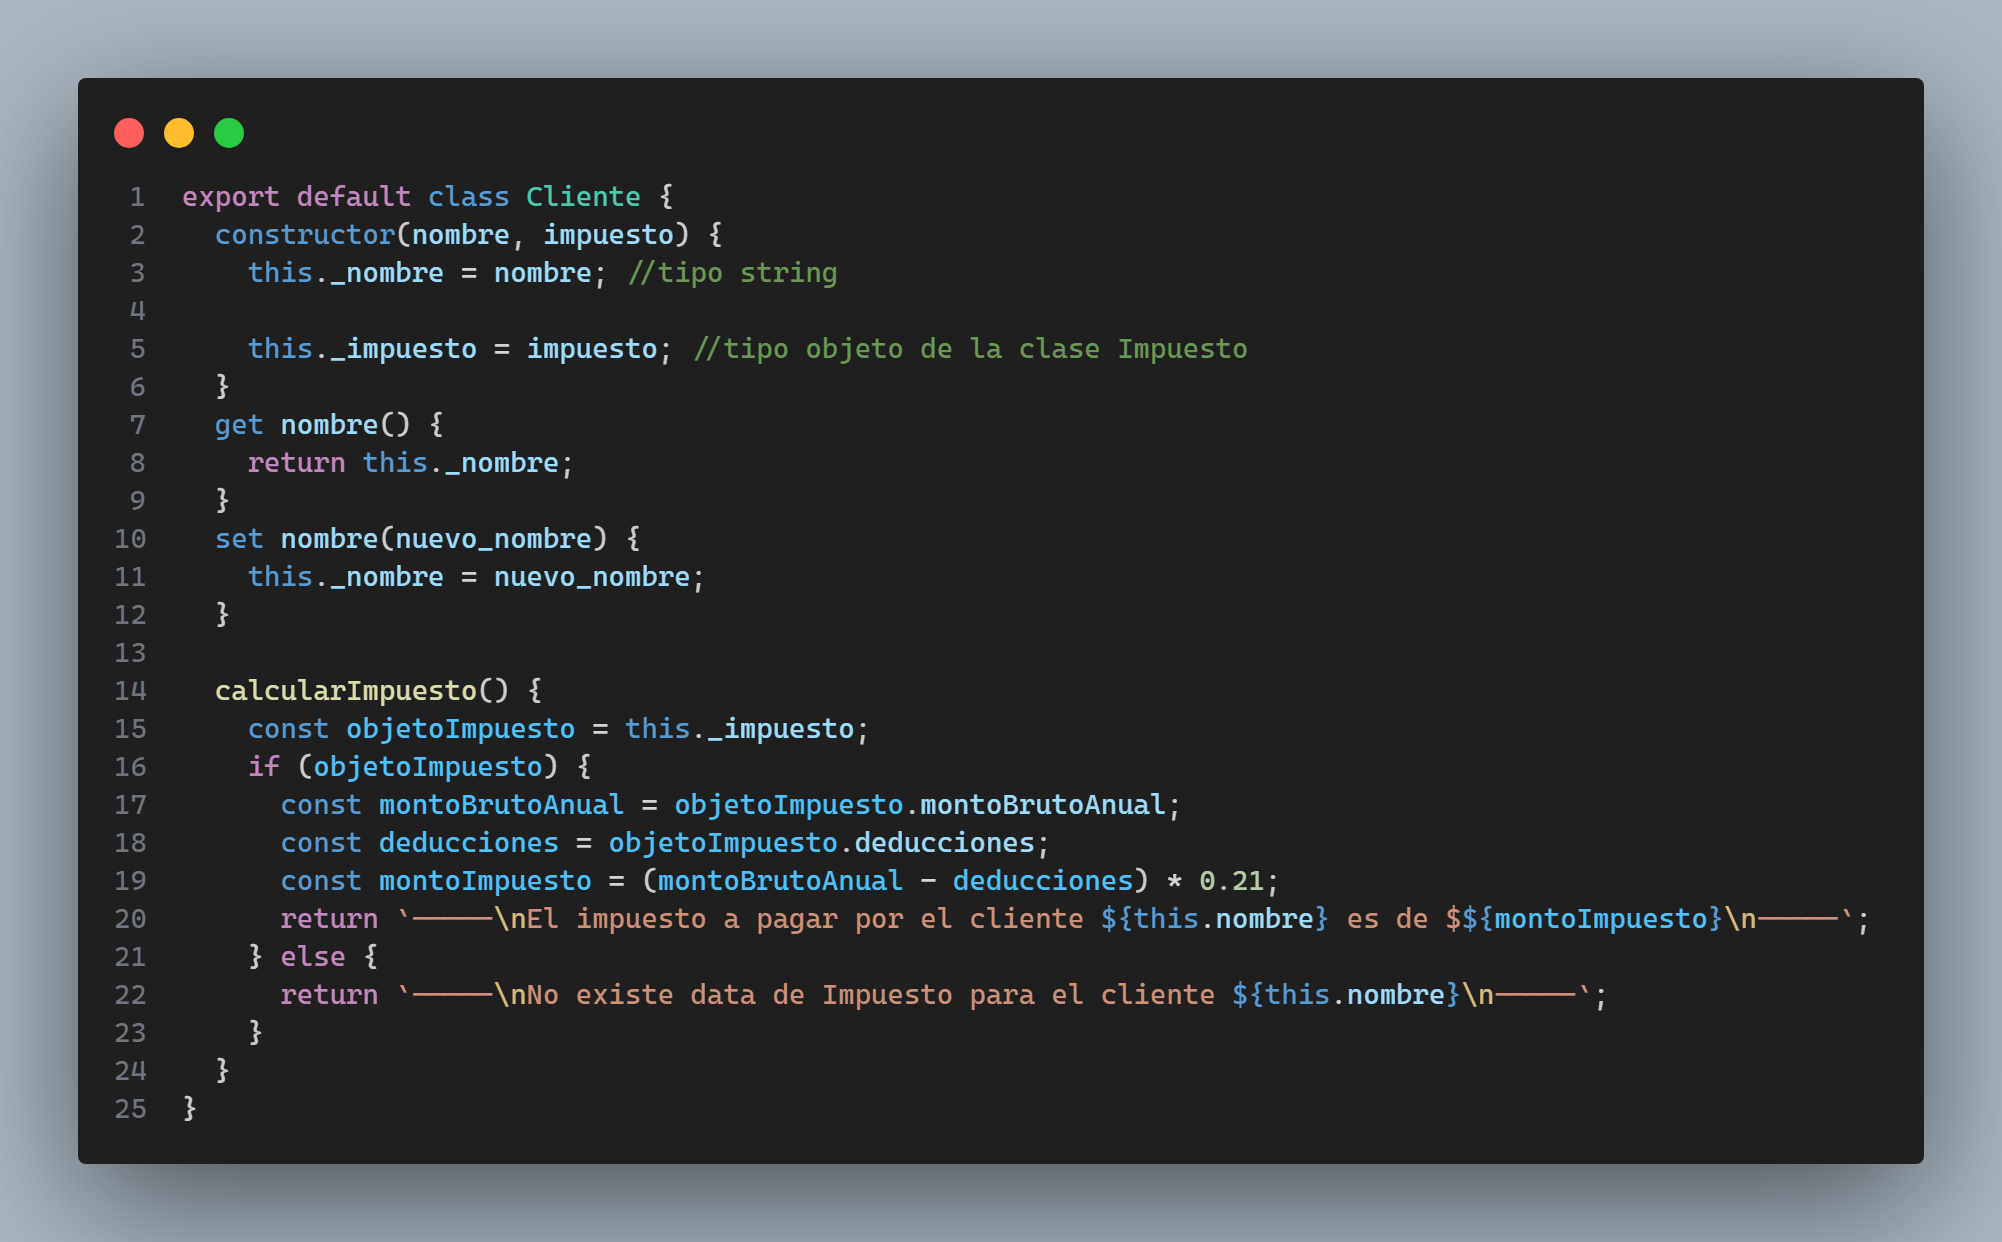 1 export default class Cliente {
2   constructor(nombre, impuesto) {
3     this._nombre = nombre; //tipo string
4
5     this._impuesto = impuesto; //tipo objeto de la clase Impuesto
6   }
7   get nombre() {
8     return this._nombre;
9   }
10   set nombre(nuevo_nombre) {
11     this._nombre = nuevo_nombre;
12   }
13
14   calcularImpuesto() {
15     const objetoImpuesto = this._impuesto;
16     if (objetoImpuesto) {
17       const montoBrutoAnual = objetoImpuesto.montoBrutoAnual;
18       const deducciones = objetoImpuesto.deducciones;
19       const montoImpuesto = (montoBrutoAnual - deducciones) * 0.21;
20       return `-----\nEl impuesto a pagar por el cliente ${this.nombre} es de $${montoImpuesto}\n-----`;
21     } else {
22       return `-----\nNo existe data de Impuesto para el cliente ${this.nombre}\n-----`;
23     }
24   }
25 }